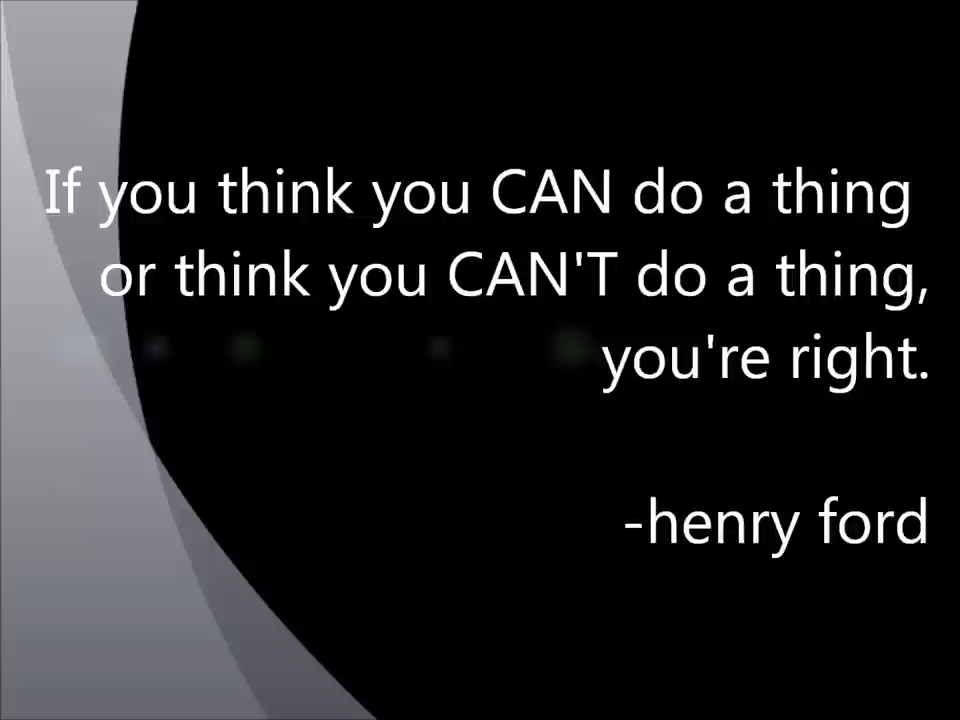 If you think you CAN do a thing
or think you CAN'T do a thing,
you're right.
-henry ford